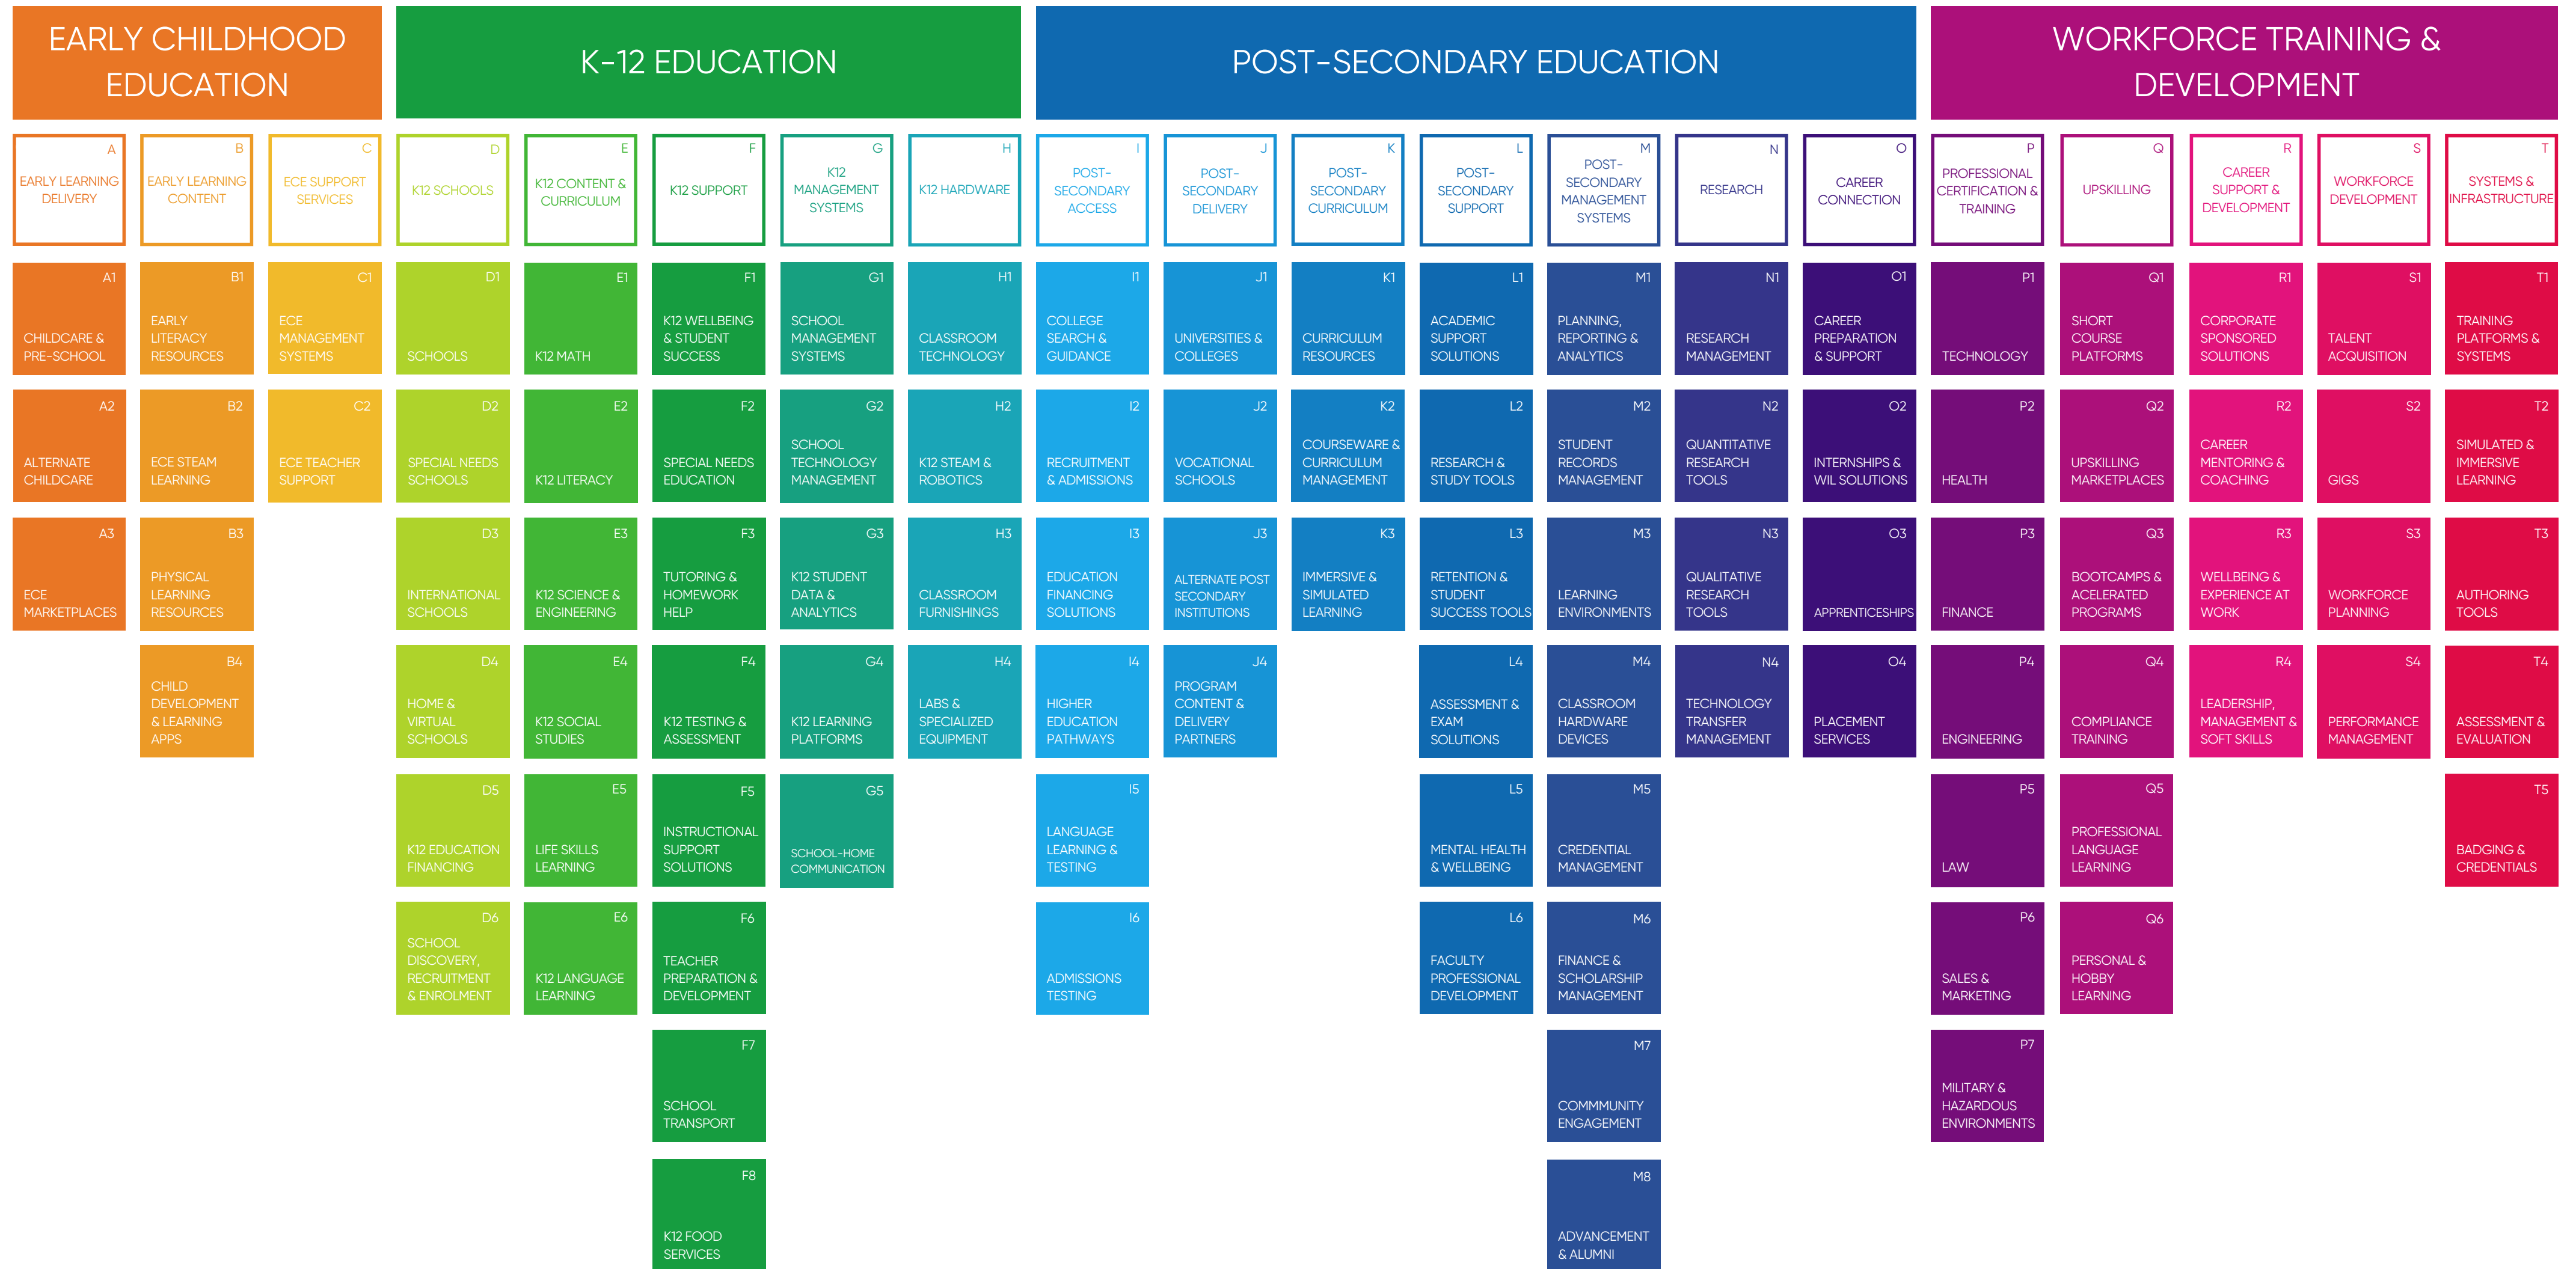 EARLY CHILDHOOD
EDUCATION
K-12 EDUCATION
POST-SECONDARY EDUCATION
WORKFORCE TRAINING &
DEVELOPMENT
A
EARLY LEARNING
DELIVERY
B
EARLY LEARNING
CONTENT
C
ECE SUPPORT
SERVICES
D
K12 SCHOOLS
E
K12 CONTENT &
CURRICULUM
F
K12 SUPPORT
G
K12
MANAGEMENT
SYSTEMS
H
K12 HARDWARE
I
POST-
SECONDARY
ACCESS
J
POST-
SECONDARY
DELIVERY
K
POST-
SECONDARY
CURRICULUM
L
POST-
SECONDARY
SUPPORT
M
POST-
SECONDARY
MANAGEMENT
SYSTEMS
N
RESEARCH
O
CAREER
CONNECTION
P
PROFESSIONAL
CERTIFICATION &
TRAINING
Q
UPSKILLING
R
CAREER
SUPPORT &
DEVELOPMENT
S
WORKFORCE
DEVELOPMENT
T
SYSTEMS &
INFRASTRUCTURE
A1
CHILDCARE &
PRE-SCHOOL
B1
EARLY
LITERACY
RESOURCES
C1
ECE
MANAGEMENT
SYSTEMS
D1
SCHOOLS
E1
K12 MATH
F1
K12 WELLBEING
& STUDENT
SUCCESS
G1
SCHOOL
MANAGEMENT
SYSTEMS
H1
CLASSROOM
TECHNOLOGY
I1
COLLEGE
SEARCH &
GUIDANCE
J1
UNIVERSITIES &
COLLEGES
K1
CURRICULUM
RESOURCES
L1
ACADEMIC
SUPPORT
SOLUTIONS
M1
PLANNING,
REPORTING &
ANALYTICS
N1
RESEARCH
MANAGEMENT
O1
CAREER
PREPARATION
& SUPPORT
P1
TECHNOLOGY
Q1
SHORT
COURSE
PLATFORMS
R1
CORPORATE
SPONSORED
SOLUTIONS
S1
TALENT
ACQUISITION
T1
TRAINING
PLATFORMS &
SYSTEMS
A2
ALTERNATE
CHILDCARE
B2
ECE STEAM
LEARNING
C2
ECE TEACHER
SUPPORT
D2
SPECIAL NEEDS
SCHOOLS
E2
K12 LITERACY
F2
SPECIAL NEEDS
EDUCATION
G2
SCHOOL
TECHNOLOGY
MANAGEMENT
H2
K12 STEAM &
ROBOTICS
I2
RECRUITMENT
& ADMISSIONS
J2
VOCATIONAL
SCHOOLS
K2
COURSEWARE &
CURRICULUM
MANAGEMENT
L2
RESEARCH &
STUDY TOOLS
M2
STUDENT
RECORDS
MANAGEMENT
N2
QUANTITATIVE
RESEARCH
TOOLS
O2
INTERNSHIPS &
WIL SOLUTIONS
P2
HEALTH
Q2
UPSKILLING
MARKETPLACES
R2
CAREER
MENTORING &
COACHING
S2
GIGS
T2
SIMULATED &
IMMERSIVE
LEARNING
A3
ECE
MARKETPLACES
B3
PHYSICAL
LEARNING
RESOURCES
D3
INTERNATIONAL
SCHOOLS
E3
K12 SCIENCE &
ENGINEERING
F3
TUTORING &
HOMEWORK
HELP
G3
K12 STUDENT
DATA &
ANALYTICS
H3
CLASSROOM
FURNISHINGS
I3
EDUCATION
FINANCING
SOLUTIONS
J3
ALTERNATE POST
SECONDARY
INSTITUTIONS
K3
IMMERSIVE &
SIMULATED
LEARNING
L3
RETENTION &
STUDENT
SUCCESS TOOLS
M3
LEARNING
ENVIRONMENTS
N3
QUALITATIVE
RESEARCH
TOOLS
O3
APPRENTICESHIPS
P3
FINANCE
Q3
BOOTCAMPS &
ACELERATED
PROGRAMS
R3
WELLBEING &
EXPERIENCE AT
WORK
S3
WORKFORCE
PLANNING
T3
AUTHORING
TOOLS
B4
CHILD
DEVELOPMENT
& LEARNING
APPS
D4
HOME &
VIRTUAL
SCHOOLS
E4
K12 SOCIAL
STUDIES
F4
K12 TESTING &
ASSESSMENT
G4
K12 LEARNING
PLATFORMS
H4
LABS &
SPECIALIZED
EQUIPMENT
I4
HIGHER
EDUCATION
PATHWAYS
J4
PROGRAM
CONTENT &
DELIVERY
PARTNERS
L4
ASSESSMENT &
EXAM
SOLUTIONS
M4
CLASSROOM
HARDWARE
DEVICES
N4
TECHNOLOGY
TRANSFER
MANAGEMENT
O4
PLACEMENT
SERVICES
P4
ENGINEERING
Q4
COMPLIANCE
TRAINING
R4
LEADERSHIP,
MANAGEMENT &
SOFT SKILLS
S4
PERFORMANCE
MANAGEMENT
T4
ASSESSMENT &
EVALUATION
D5
K12 EDUCATION
FINANCING
E5
LIFE SKILLS
LEARNING
F5
INSTRUCTIONAL
SUPPORT
SOLUTIONS
G5
SCHOOL-HOME
COMMUNICATION
I5
LANGUAGE
LEARNING &
TESTING
L5
MENTAL HEALTH
& WELLBEING
M5
CREDENTIAL
MANAGEMENT
P5
LAW
Q5
PROFESSIONAL
LANGUAGE
LEARNING
T5
BADGING &
CREDENTIALS
D6
SCHOOL
DISCOVERY,
RECRUITMENT
& ENROLMENT
E6
K12 LANGUAGE
LEARNING
F6
TEACHER
PREPARATION &
DEVELOPMENT
I6
ADMISSIONS
TESTING
L6
FACULTY
PROFESSIONAL
DEVELOPMENT
M6
FINANCE &
SCHOLARSHIP
MANAGEMENT
P6
SALES &
MARKETING
Q6
PERSONAL &
HOBBY
LEARNING
F7
SCHOOL
TRANSPORT
M7
COMMMUNITY
ENGAGEMENT
P7
MILITARY &
HAZARDOUS
ENVIRONMENTS
F8
K12 FOOD
SERVICES
M8
ADVANCEMENT
& ALUMNI